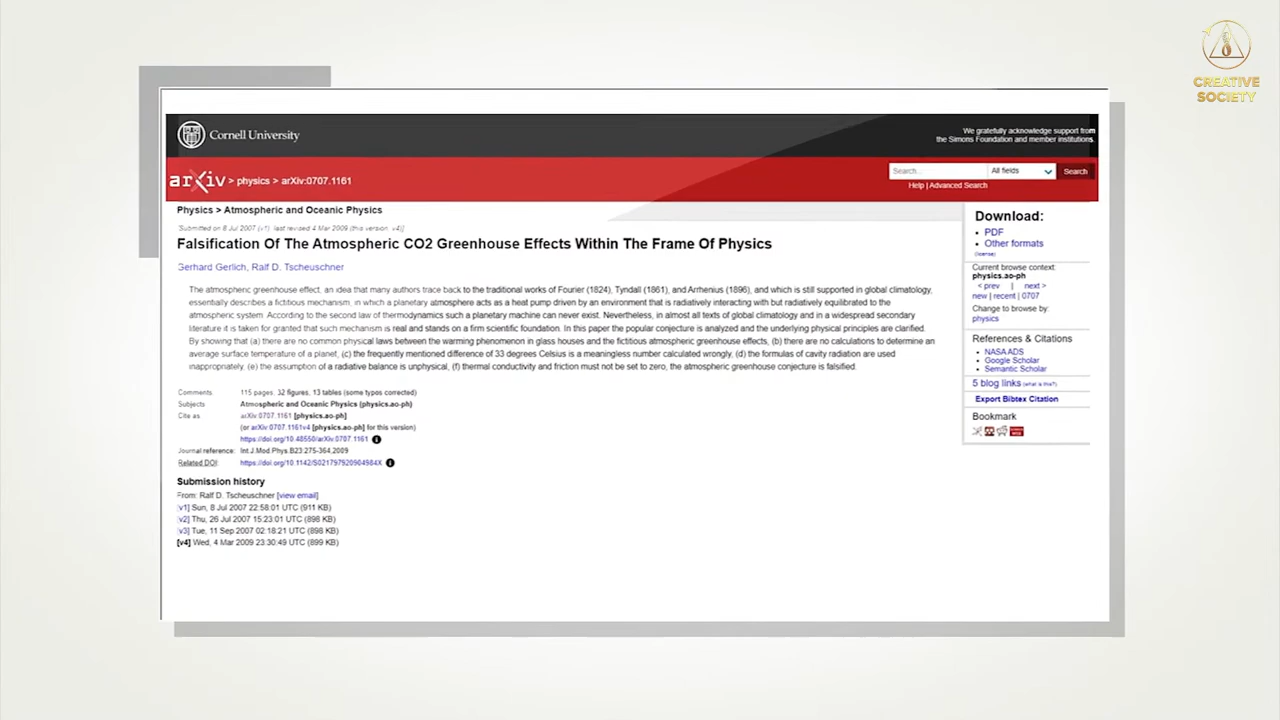 CREATIVE
SOCIETY
Cornell University
We gratefully acknowledge support from
the Simons Foundation and member institutions.
arXiv > physics > arXiv:0707.1161
Search...
All fields
Search
Help | Advanced Search
Physics > Atmospheric and Oceanic Physics
[Submitted on 8 Jul 2007 (v1), last revised 4 Mar 2009 (this version, v4)]
Falsification Of The Atmospheric CO2 Greenhouse Effects Within The Frame Of Physics
Gerhard Gerlich, Ralf D. Tscheuschner
The atmospheric greenhouse effect, an idea that many authors trace back to the traditional works of Fourier (1824), Tyndall (1861), and Arrhenius (1896), and which is still supported in global climatology,
essentially describes a fictitious mechanism, in which a planetary atmosphere acts as a heat pump driven by an environment that is radiatively interacting with but radiatively equilibrated to the
atmospheric system. According to the second law of thermodynamics such a planetary machine can never exist. Nevertheless, in almost all texts of global climatology and in a widespread secondary
literature it is taken for granted that such mechanism is real and stands on a firm scientific foundation. In this paper the popular conjecture is analyzed and the underlying physical principles are clarified.
By showing that (a) there are no common physical laws between the warming phenomenon in glass houses and the fictitious atmospheric greenhouse effects, (b) there are no calculations to determine an
average surface temperature of a planet, (c) the frequently mentioned difference of 33 degrees Celsius is a meaningless number calculated wrongly, (d) the formulas of cavity radiation are used
inappropriately, (e) the assumption of a radiative balance is unphysical, (f) thermal conductivity and friction must not be set to zero, the atmospheric greenhouse conjecture is falsified.
Comments: 115 pages, 32 figures, 13 tables (some typos corrected)
Subjects Atmospheric and Oceanic Physics (physics.ao-ph)
Cite as arXiv:0707.1161 [physics.ao-ph]
(or arXiv:0707.1161v4 [physics.ao-ph] for this version)
https://doi.org/10.48550/arXiv.0707.1161
Journal reference: Int.J.Mod.Phys.B23:275-364,2009
Related DOI: https://doi.org/10.1142/S021797920904984X
Submission history
From: Ralf D. Tscheuschner [view email]
[v1] Sun, 8 Jul 2007 22:58:01 UTC (911 KB)
[v2] Thu, 26 Jul 2007 15:23:01 UTC (898 KB)
[v3] Tue, 11 Sep 2007 02:18:21 UTC (898 KB)
[v4] Wed, 4 Mar 2009 23:30:49 UTC (899 KB)
Download:
PDF
Other formats
(license)
Current browse context:
physics.ao-ph
< prev | next >
new | recent | 0707
Change to browse by:
physics
References & Citations
NASA ADS
Google Scholar
Semantic Scholar
5 blog links (what is this?)
Export Bibtex Citation
Bookmark